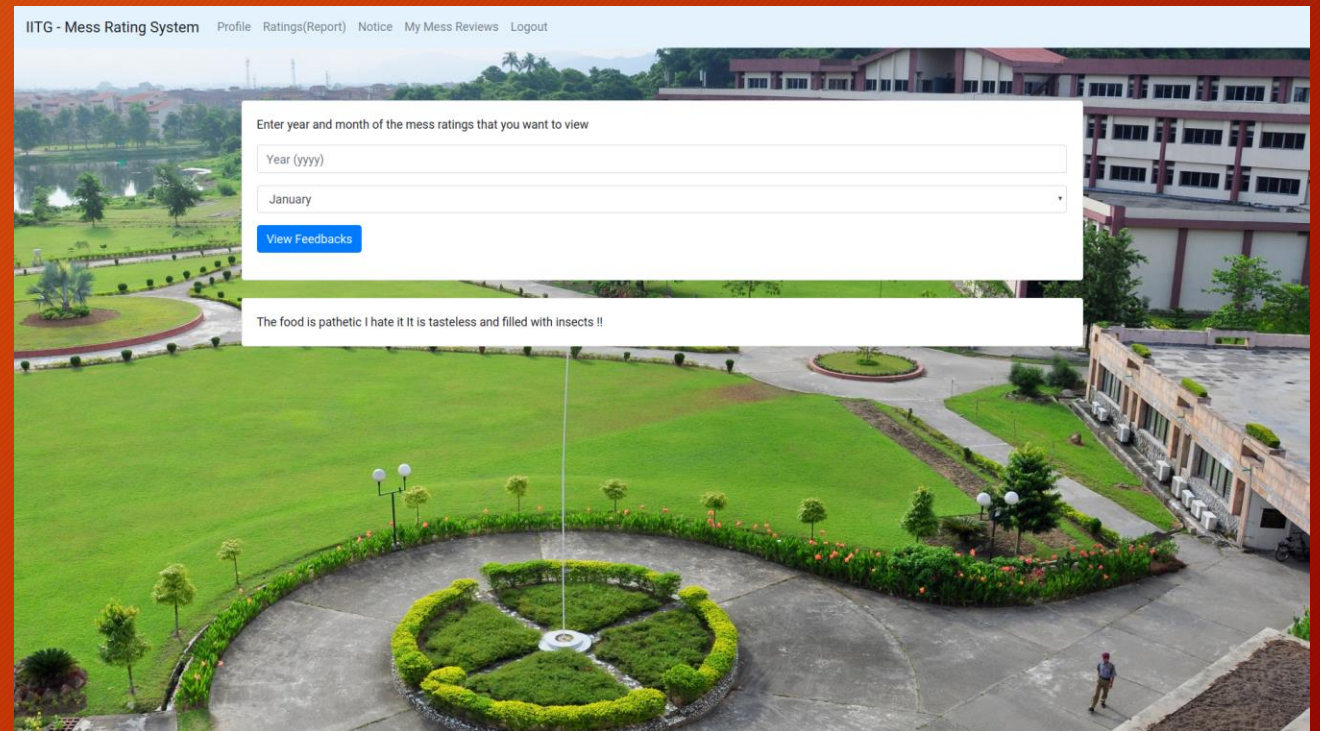 IITG - Mess Rating System Profile Ratings(Report) Notice My Mess Reviews Logout
Enter year and month of the mess ratings that you want to view
Year (yyyy)
January
View Feedbacks
The food is pathetic I hate it It is tasteless and filled with insects !!